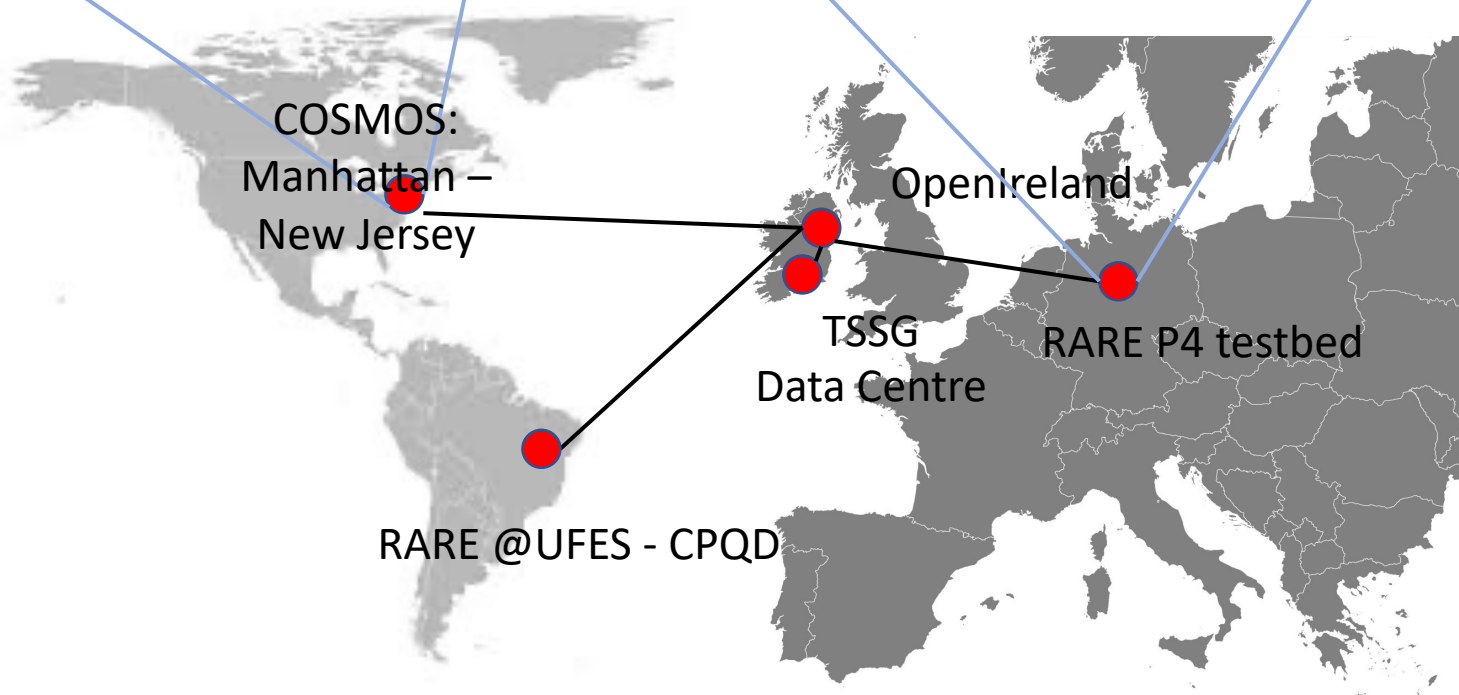 COSMOS:
Manhattan –
New Jersey
OpenIreland
TSSG
Data Centre
RARE P4 testbed
RARE @UFES - CPQD